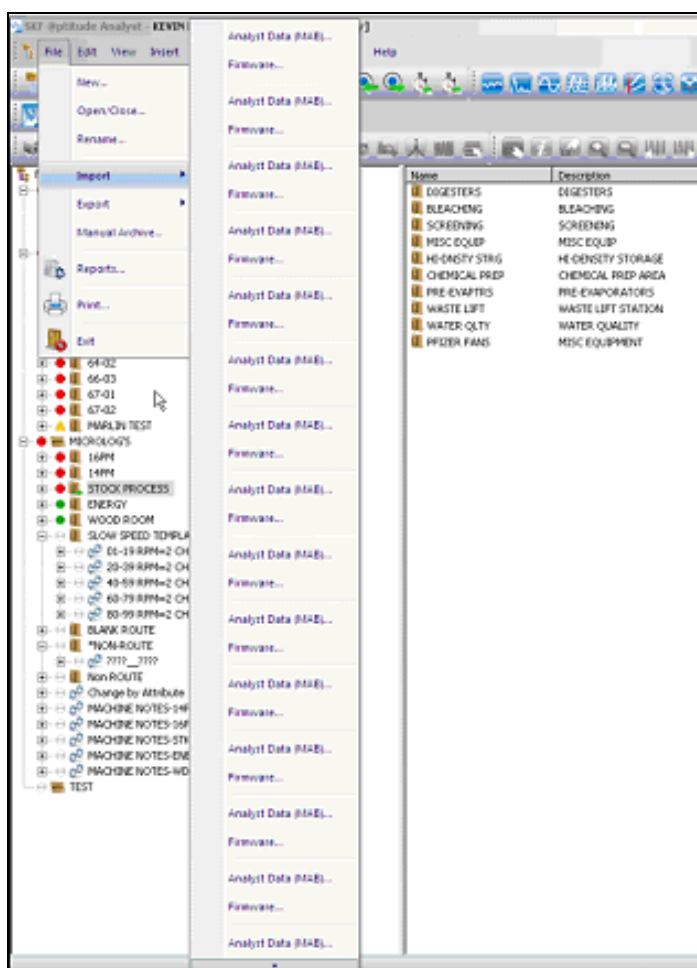 SKF @ptitude Analyst - KEVIN
File Edit View Insert Help
New...
Open/Close...
Rename...
Import
Export
Manual Archive...
Reports...
Print...
Exit
Analyst Data (MAB)...
Firmware...
Analyst Data (MAB)...
Firmware...
Analyst Data (MAB)...
Firmware...
Analyst Data (MAB)...
Firmware...
Analyst Data (MAB)...
Firmware...
Analyst Data (MAB)...
Firmware...
Analyst Data (MAB)...
Firmware...
Analyst Data (MAB)...
Firmware...
Analyst Data (MAB)...
Firmware...
Analyst Data (MAB)...
Firmware...
Analyst Data (MAB)...
Firmware...
Analyst Data (MAB)...
Firmware...
Analyst Data (MAB)...
Firmware...
Analyst Data (MAB)...
Firmware...
Analyst Data (MAB)...
64-02
66-03
67-01
67-02
MARLIN TEST
MICROLOG'S
16PM
14PM
STOCK PROCESS
ENERGY
WOOD ROOM
SLOW SPEED TEMPLA
01-19 RPM=2 CH
20-39 RPM=2 CH
40-59 RPM=2 CH
60-79 RPM=2 CH
80-99 RPM=2 CH
BLANK ROUTE
*NON-ROUTE
????__????
Non ROUTE
Change by Attribute
MACHINE NOTES-14P
MACHINE NOTES-16P
MACHINE NOTES-STK
MACHINE NOTES-ENE
MACHINE NOTES-WD
TEST
Name Description
DIGESTERS DIGESTERS
BLEACHING BLEACHING
SCREENING SCREENING
MISC EQUIP MISC EQUIP
HI-DNSTY STRG HI-DENSITY STORAGE
CHEMICAL PREP CHEMICAL PREP AREA
PRE-EVAPTRS PRE-EVAPORATORS
WASTE LIFT WASTE LIFT STATION
WATER QLTY WATER QUALITY
PFIZER FANS MISC EQUIPMENT